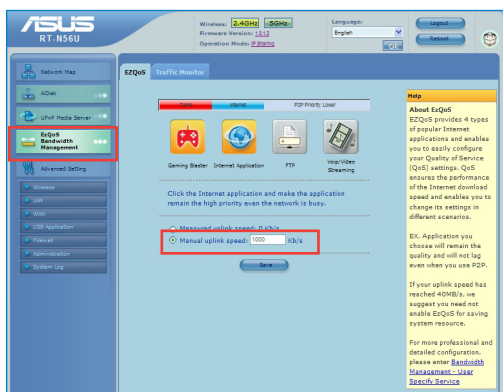 ASUS
RT-N56U
Wireless: 2.4GHz 5GHz
Firmware Version: 1.0.1.2
Operation Mode: IP Sharing
Language:
English
Logout
Reboot
Network Map
AiDisk
UPnP Media Server
EzQoS
Bandwidth
Management
Advanced Setting
Wireless
LAN
WAN
USB Application
Firewall
Administration
System Log
EZQoS Traffic Monitor
Game Internet P2P Priority Lower
Gaming Blaster Internet Application FTP Voip/Video
Streaming
Click the Internet application and make the application
remain the high priority even the network is busy.
Measured uplink speed: 0 Kb/s
Manual uplink speed: 1000 Kb/s
Save
Help
About EzQoS
EZQoS provides 4 types
of popular Internet
applications and enables
you to easily configure
your Quality of Service
(QoS) settings. QoS
ensures the performance
of the Internet download
speed and enables you to
change its settings in
different scenarios.
EX. Application you
choose will remain the
quality and will not lag
even when you use P2P.
If your uplink speed has
reached 40MB/s, we
suggest you need not
enable EzQoS for saving
system resource.
For more professional and
detailed configuration,
please enter Bandwidth
Management - User
Specify Service